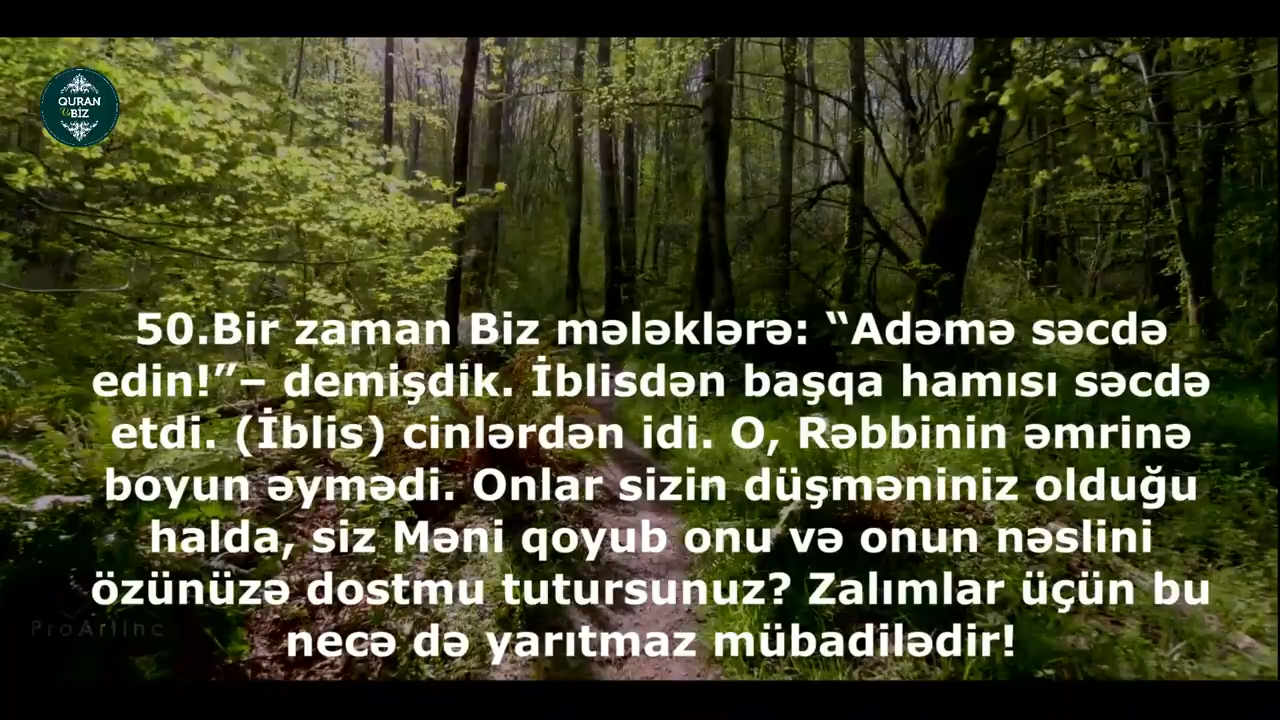 QURAN
Və
BİZ
50.Bir zaman Biz mələklərə: “Adəmə səcdə
edin!”– demişdik. İblisdən başqa hamısı səcdə
etdi. (İblis) cinlərdən idi. O, Rəbbinin əmrinə
boyun əymədi. Onlar sizin düşməniniz olduğu
halda, siz Məni qoyub onu və onun nəslini
özünüzə dostmu tutursunuz? Zalımlar üçün bu
necə də yarıtmaz mübadilədir!
ProArtInc